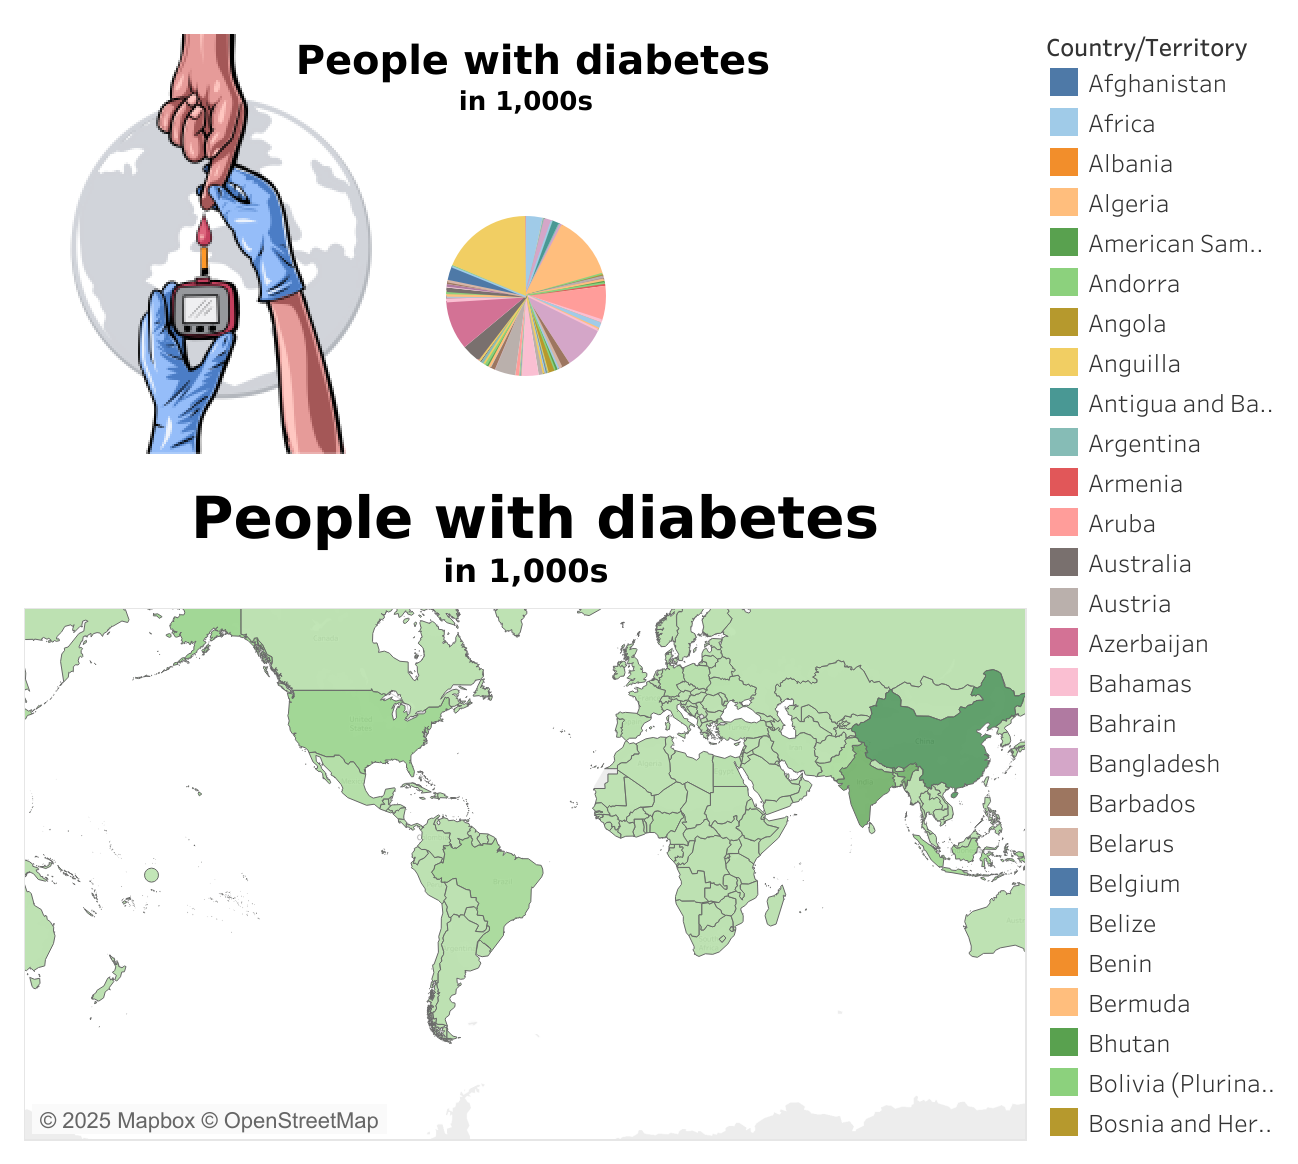 People with diabetes
in 1,000s
People with diabetes
in 1,000s
© 2025 Mapbox © OpenStreetMap
Country/Territory
Afghanistan
Africa
Albania
Algeria
American Sam..
Andorra
Angola
Anguilla
Antigua and Ba..
Argentina
Armenia
Aruba
Australia
Austria
Azerbaijan
Bahamas
Bahrain
Bangladesh
Barbados
Belarus
Belgium
Belize
Benin
Bermuda
Bhutan
Bolivia (Plurina..
Bosnia and Her..